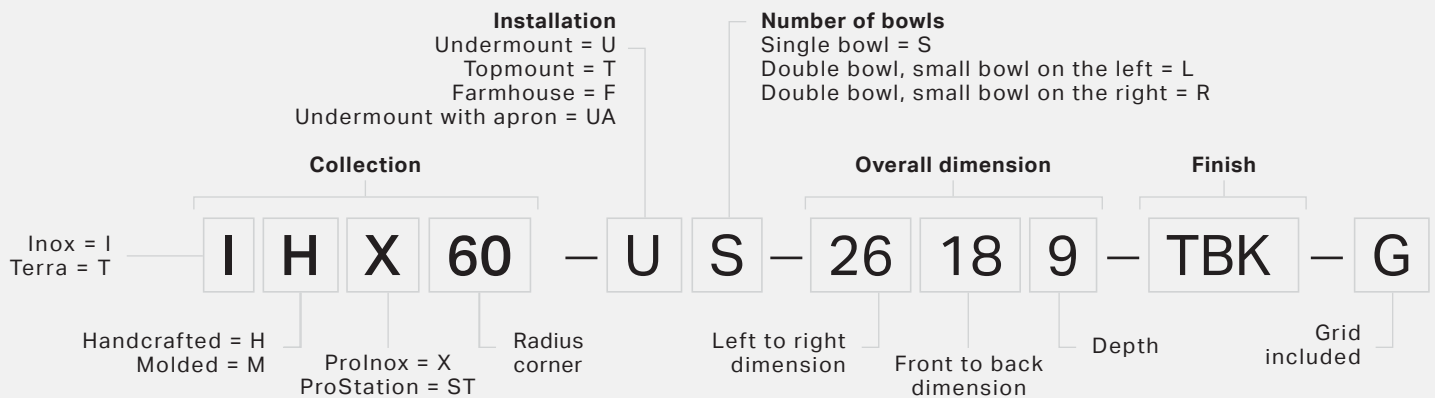 Installation
Undermount = U
Topmount = T
Farmhouse = F
Undermount with apron = UA
Number of bowls
Single bowl = S
Double bowl, small bowl on the left = L
Double bowl, small bowl on the right = R
Collection
Overall dimension
Finish
Inox = I
Terra = T
I H X 60 — U S — 26 18 9 — TBK — G
Handcrafted = H
Molded = M
ProInox = X
ProStation = ST
Radius
corner
Left to right
dimension
Front to back
dimension
Depth
Grid
included